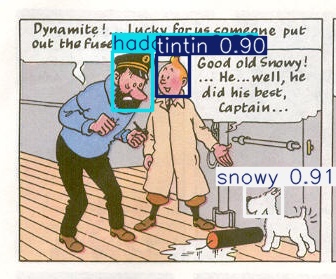 Dynamite!... Lucky for us someone put
out the fuse
hadd
tintin 0.90
Good old Snowy!
... He... well, he
did his best,
Captain...
snowy 0.91